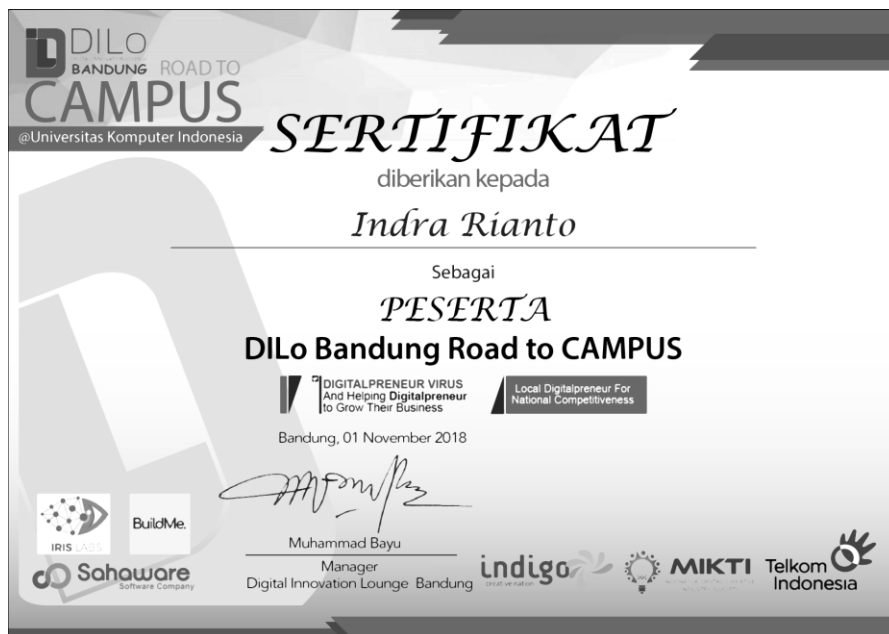 DILo
BANDUNG ROAD TO
CAMPUS
@Universitas Komputer Indonesia
SERTIFIKAT
diberikan kepada
Indra Rianto
Sebagai
PESERTA
DILo Bandung Road to CAMPUS
DIGITALPRENEUR VIRUS
And Helping Digitalpreneur
to Grow Their Business
Local Digitalpreneur For
National Competitiveness
Bandung, 01 November 2018
Muhammad Bayu
Manager
Digital Innovation Lounge Bandung
IRIS LABS
BuildMe.
Sahaware
Software Company
indigo
creative nation
MIKTI
Telkom
Indonesia